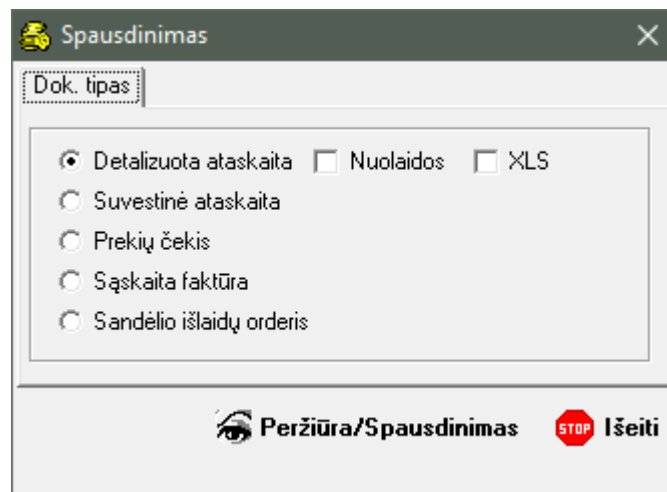 Spausdinimas
Dok. tipas
Detalizuota ataskaita Nuolaidos XLS
Suvestinė ataskaita
Prekių čekis
Sąskaita faktūra
Sandėlio išlaidų orderis
Peržiūra/Spausdinimas STOP Išeiti